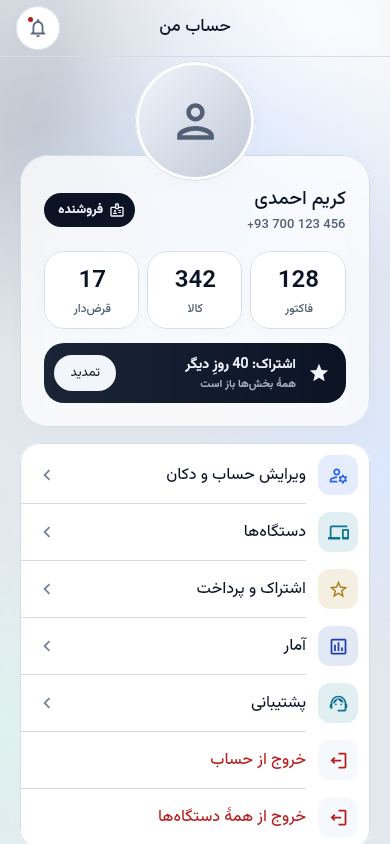 حساب من
کریم احمدی
فروشنده
+93 700 123 456
128
342
17
فاکتور
کالا
قرض‌دار
اشتراک: 40 روزِ دیگر
همهٔ بخش‌ها باز است
تمدید
ویرایش حساب و دکان
دستگاه‌ها
اشتراک و پرداخت
آمار
پشتیبانی
خروج از حساب
خروج از همهٔ دستگاه‌ها